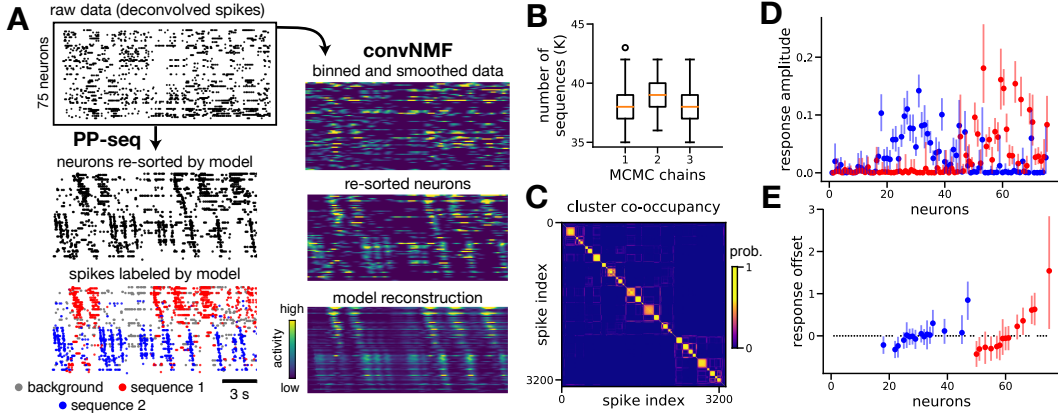 A
raw data (deconvolved spikes)
75 neurons
PP-seq
neurons re-sorted by model
spikes labeled by model
background
sequence 1
sequence 2
3 s
convNMF
binned and smoothed data
re-sorted neurons
model reconstruction
high
activity
low
B
number of
sequences (K)
45
40
35
1 2 3
MCMC chains
C
cluster co-occupancy
0
spike index
3200
0 3200
spike index
prob.
1
0
D
response amplitude
0.2
0.1
0.0
0 20 40 60 80
neurons
E
response offset
3
2
1
0
0 20 40 60 80
neurons